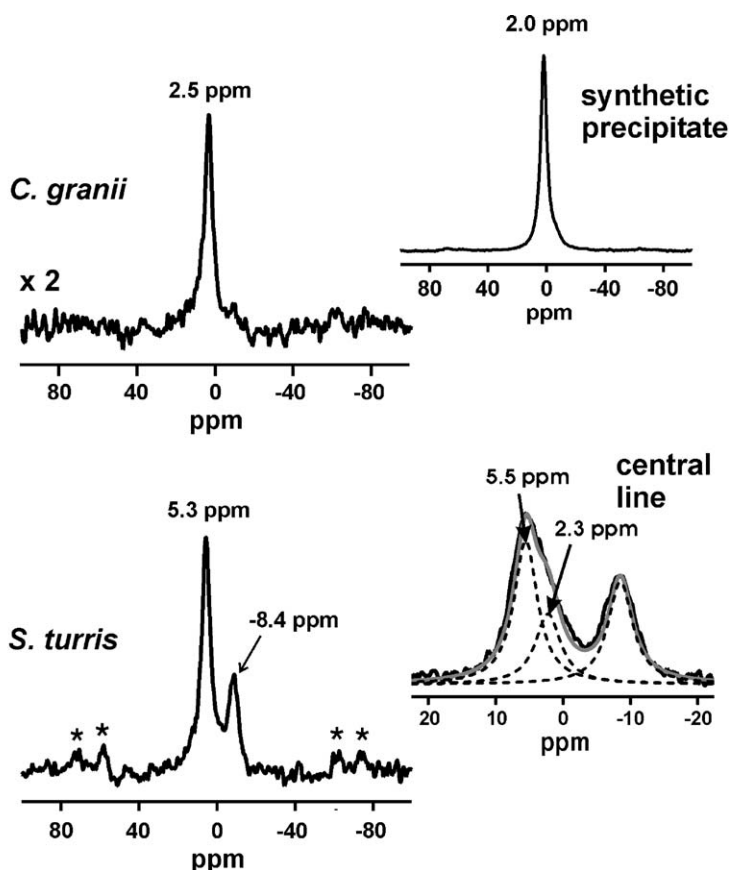 2.5 ppm
C. granii
x 2
80 40 0 -40 -80
ppm
2.0 ppm
synthetic
precipitate
80 40 0 -40 -80
ppm
5.3 ppm
-8.4 ppm
S. turris
* * * *
80 40 0 -40 -80
ppm
central
line
5.5 ppm
2.3 ppm
20 10 0 -10 -20
ppm